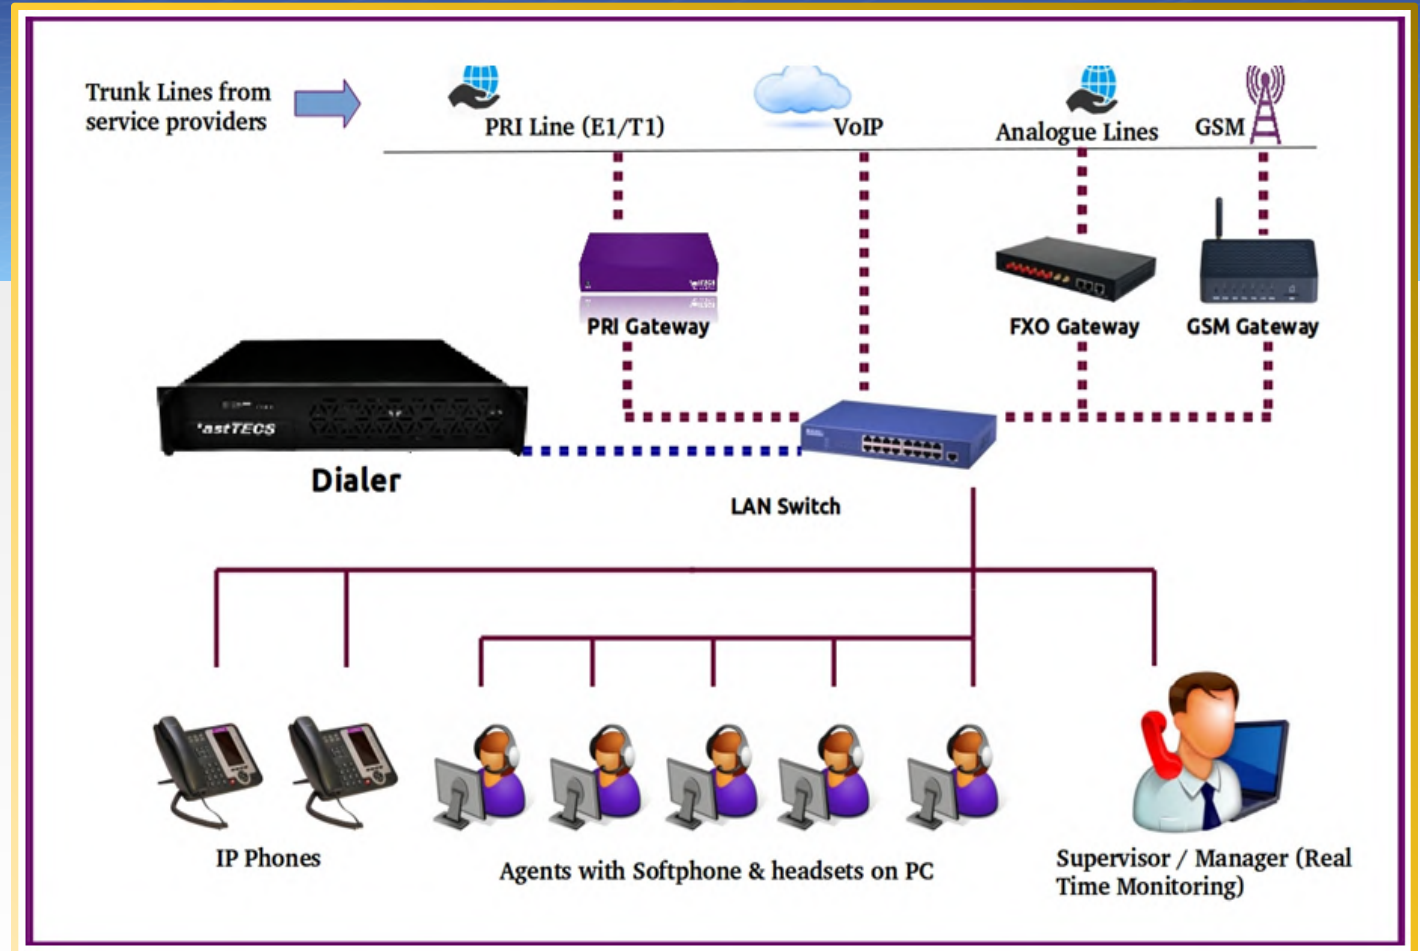 Trunk Lines from
service providers
PRI Line (E1/T1)
VoIP
Analogue Lines
GSM
PRI Gateway
FXO Gateway
GSM Gateway
*astTECS
Dialer
LAN Switch
IP Phones
Agents with Softphone & headsets on PC
Supervisor / Manager (Real
Time Monitoring)